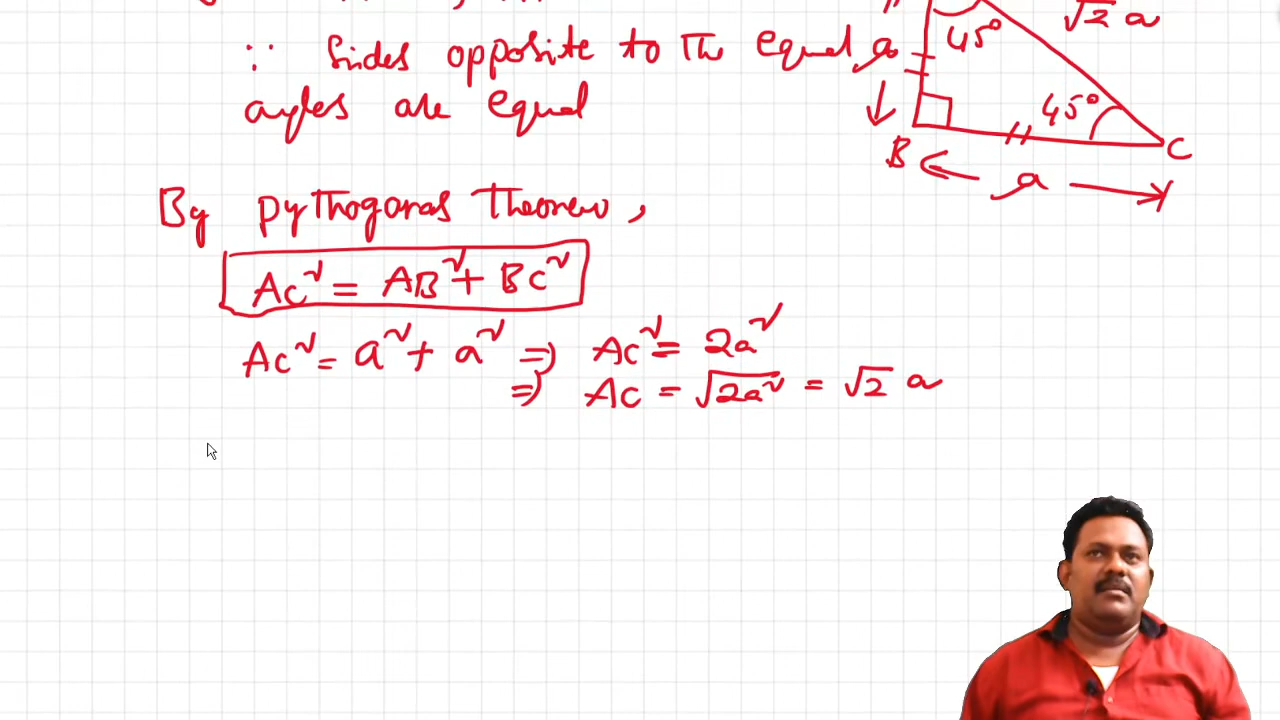 ∵ Sides opposite to the equal
angles are equal
√2 a
45°
a
45°
B
C
a
By pythogoras theorem,
AC² = AB² + BC²
AC² = a² + a² ⇒ AC² = 2a²
⇒ AC = √2a² = √2 a